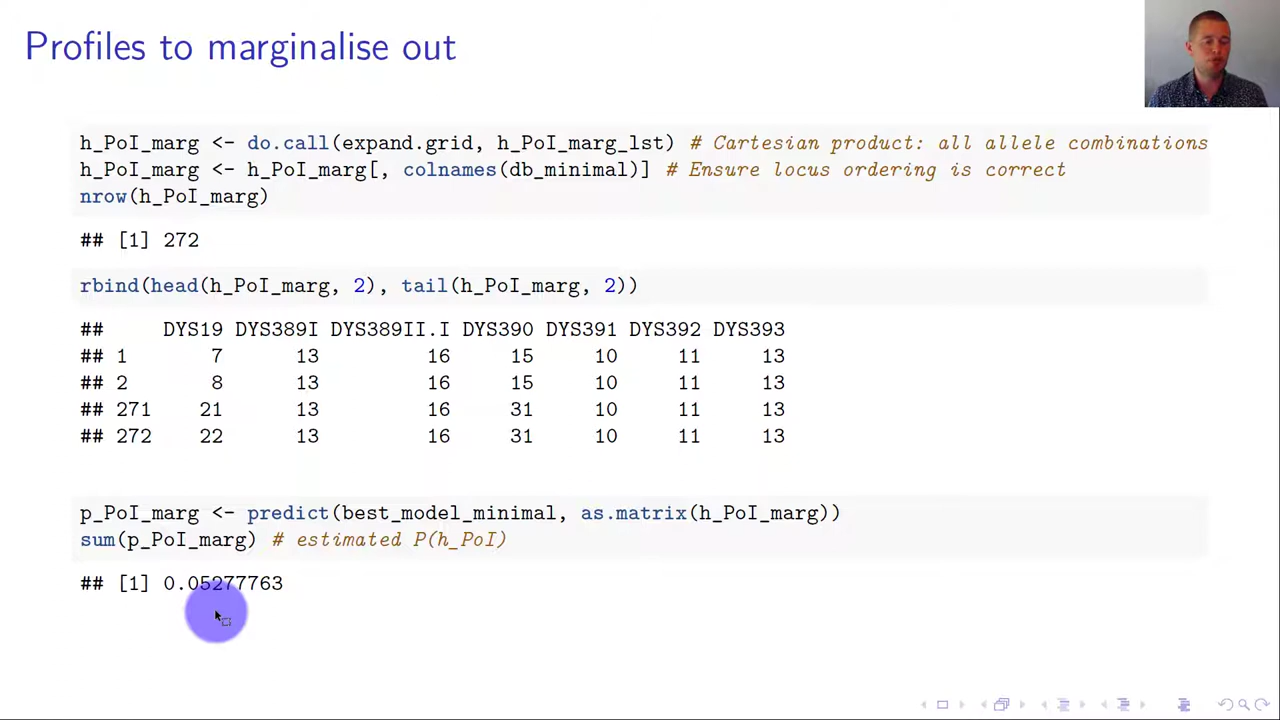 Profiles to marginalise out
h_PoI_marg <- do.call(expand.grid, h_PoI_marg_lst) # Cartesian product: all allele combinations
h_PoI_marg <- h_PoI_marg[, colnames(db_minimal)] # Ensure locus ordering is correct
nrow(h_PoI_marg)
## [1] 272
rbind(head(h_PoI_marg, 2), tail(h_PoI_marg, 2))
## DYS19 DYS389I DYS389II.I DYS390 DYS391 DYS392 DYS393
## 1 7 13 16 15 10 11 13
## 2 8 13 16 15 10 11 13
## 271 21 13 16 31 10 11 13
## 272 22 13 16 31 10 11 13
p_PoI_marg <- predict(best_model_minimal, as.matrix(h_PoI_marg))
sum(p_PoI_marg) # estimated P(h_PoI)
## [1] 0.05277763